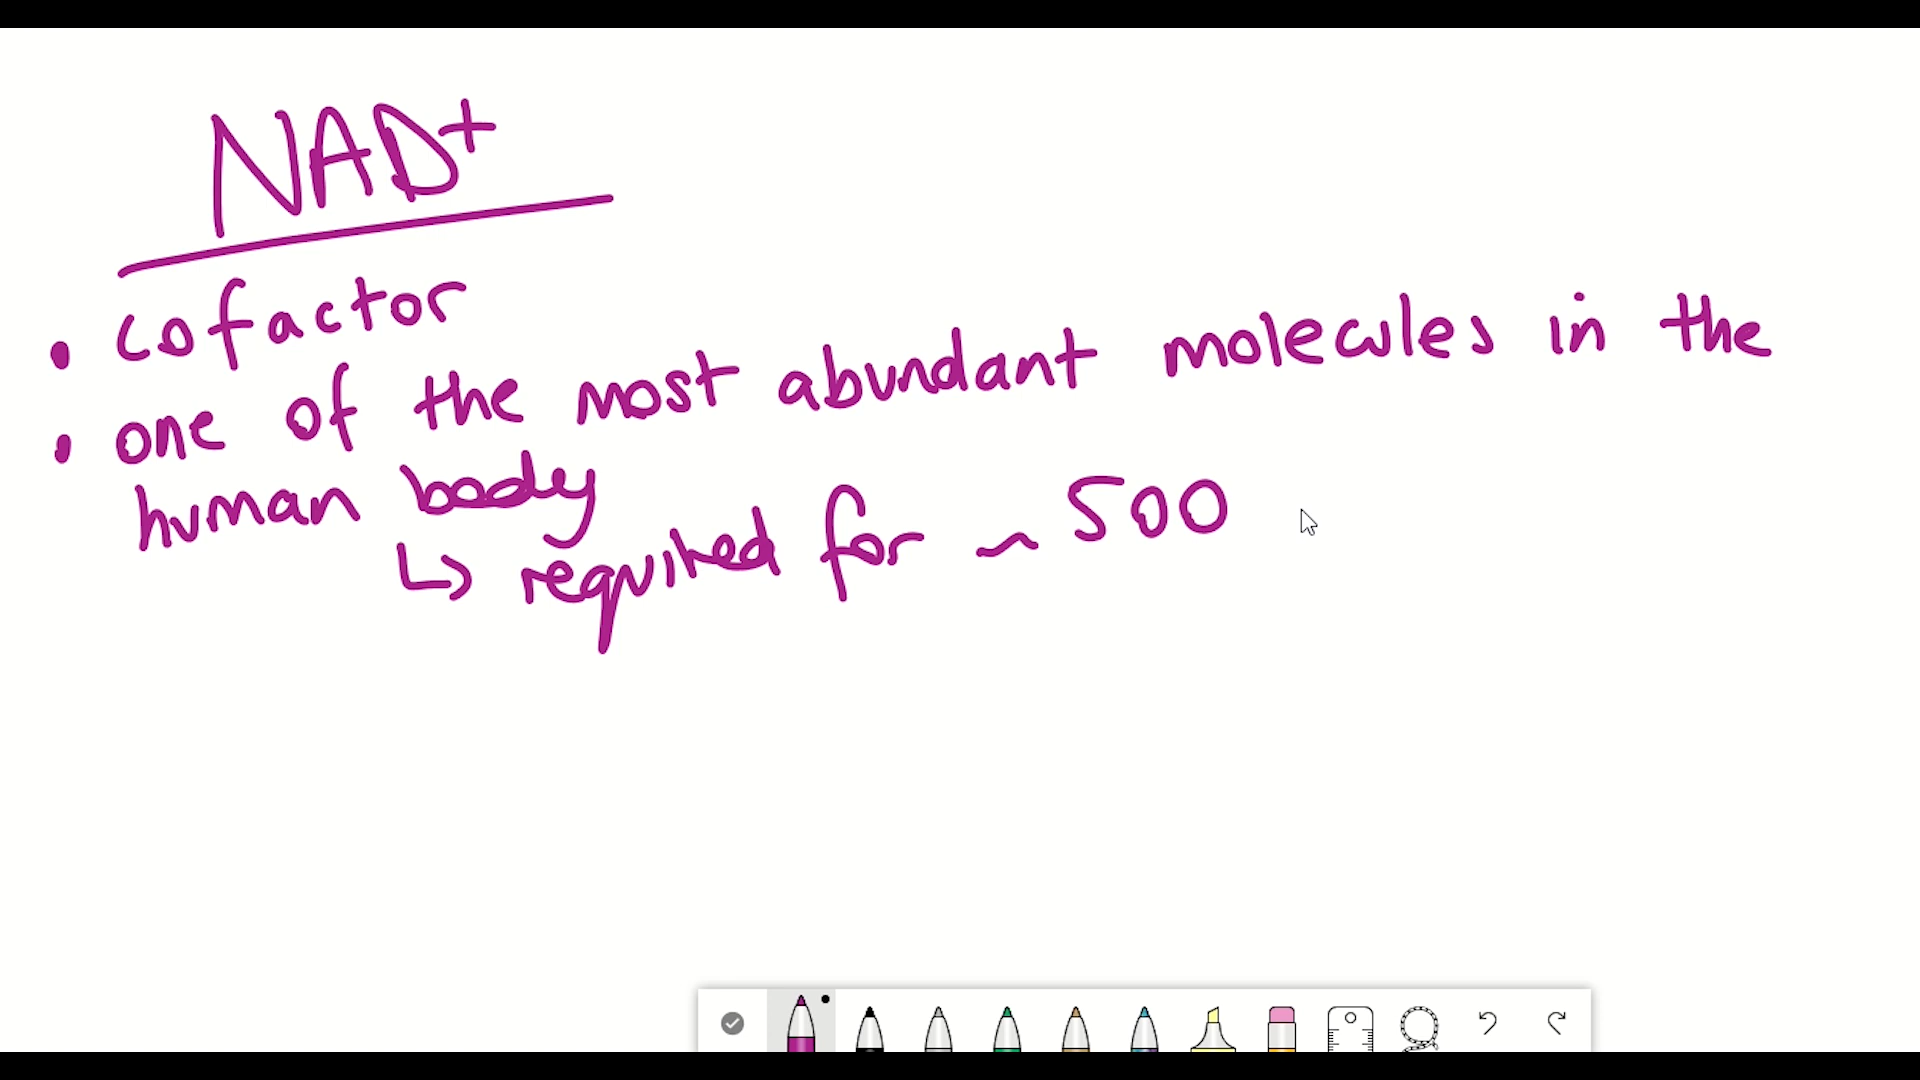 NAD+
• cofactor
• one of the most abundant molecules in the
human body
↳ required for ~ 500